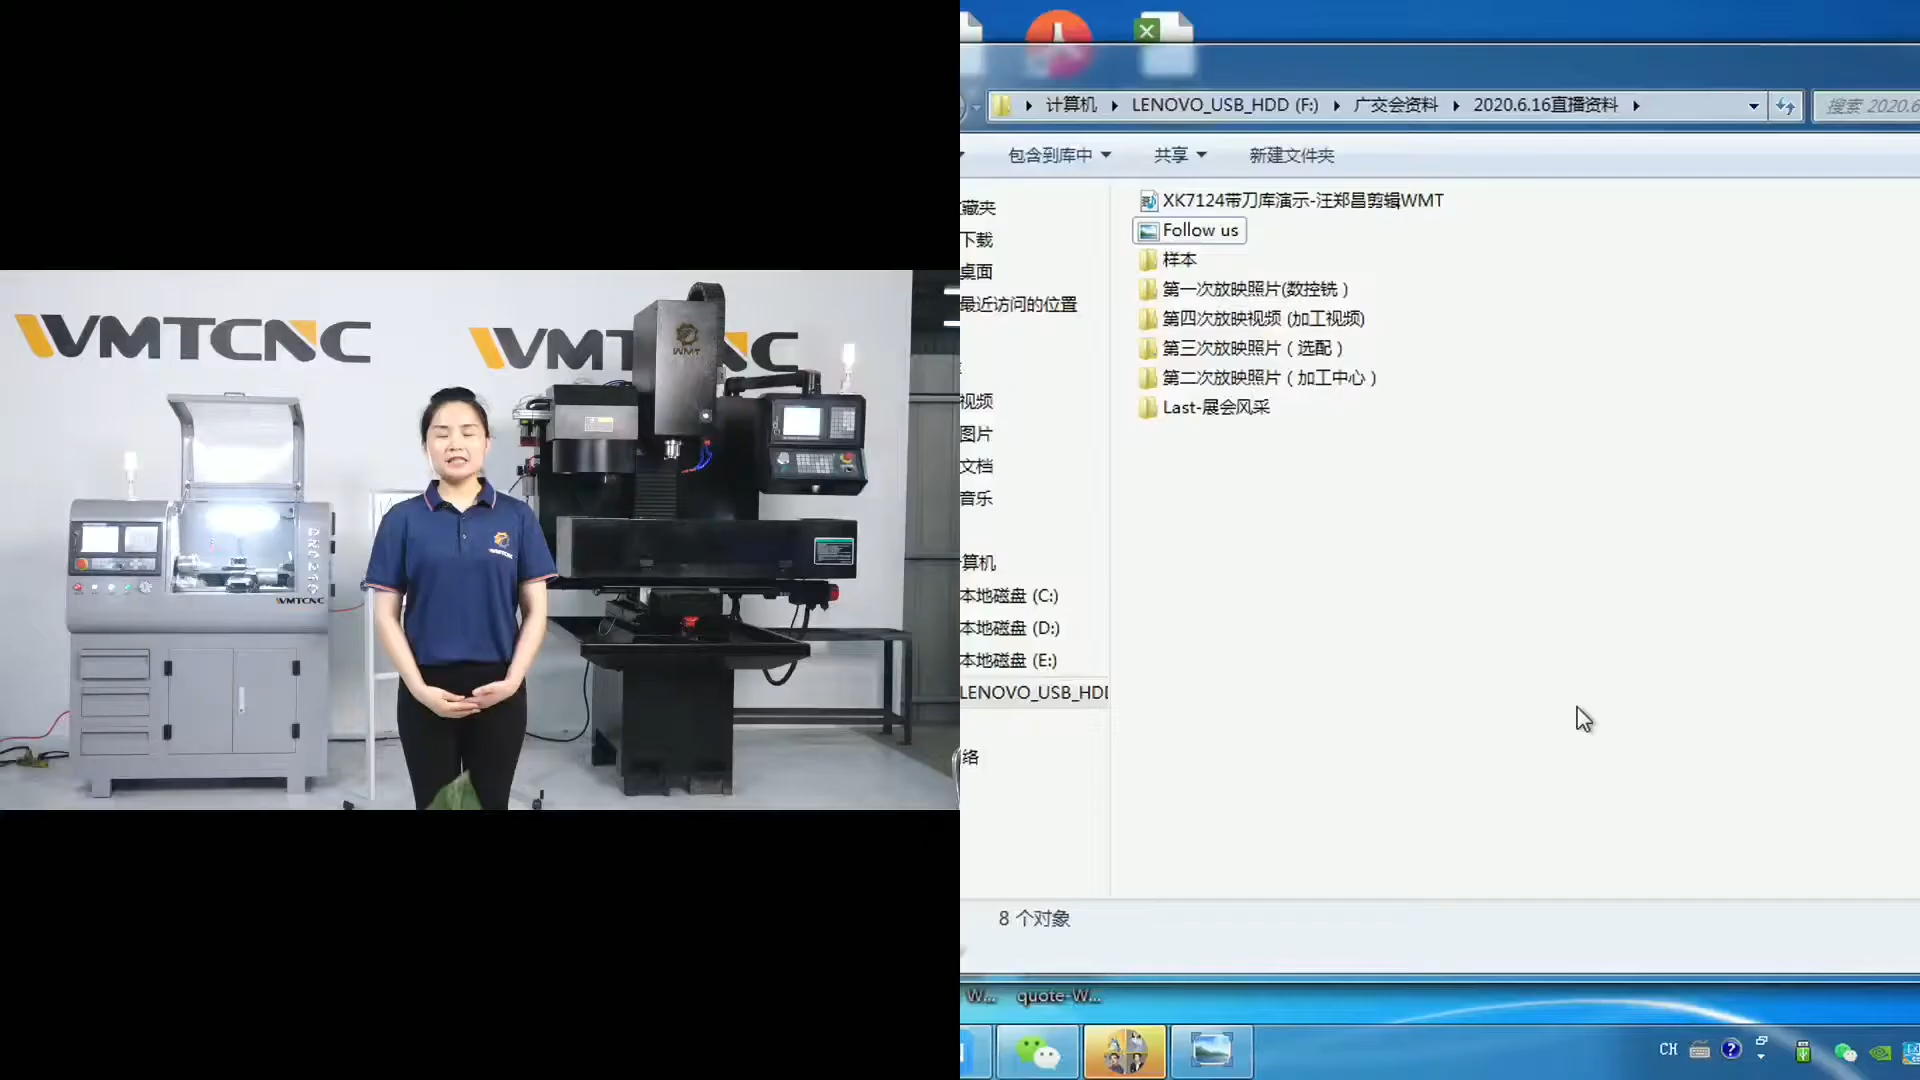 WMTCNC
WMTCNC
WMT
WMTCNC
WMTCNC
计算机
LENOVO_USB_HDD (F:)
广交会资料
2020.6.16直播资料
搜索 2020.6
包含到库中
共享
新建文件夹
藏夹
下载
桌面
最近访问的位置
视频
图片
文档
音乐
算机
本地磁盘 (C:)
本地磁盘 (D:)
本地磁盘 (E:)
LENOVO_USB_HDD
络
XK7124带刀库演示-汪郑昌剪辑WMT
Follow us
样本
第一次放映照片(数控铣）
第四次放映视频 (加工视频)
第三次放映照片（选配）
第二次放映照片（加工中心）
Last-展会风采
8 个对象
W...
quote-W...
CH